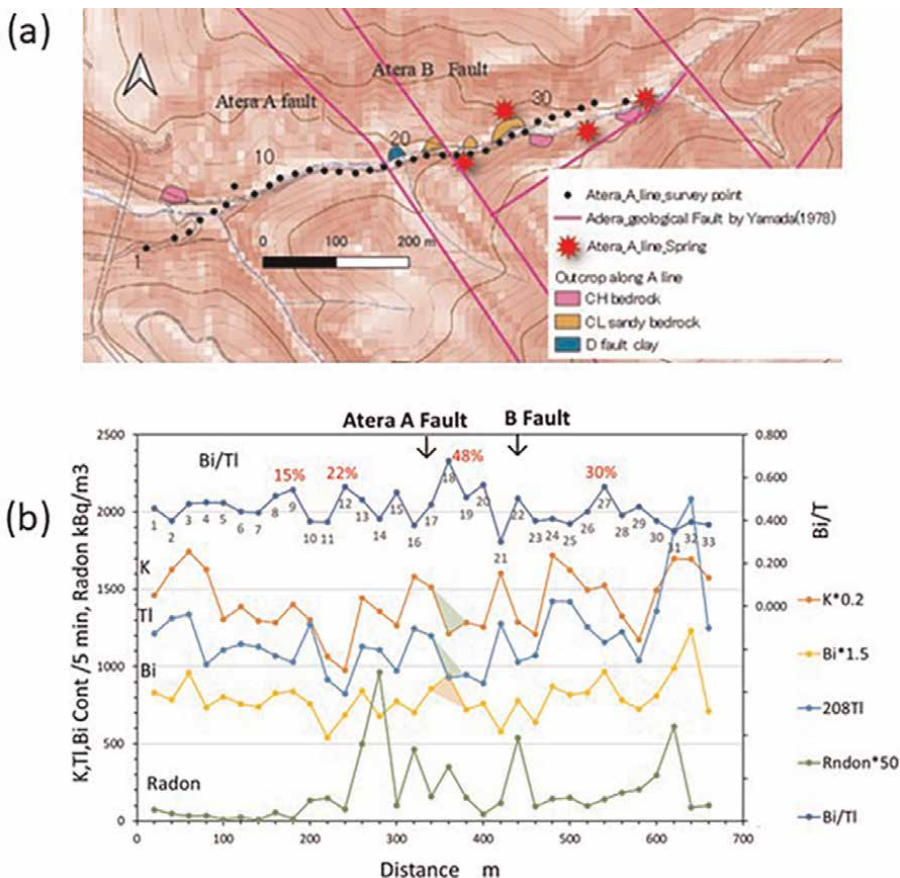 (a)
Atera B Fault
Atera A fault
30
20
10
1
0 100 200 m
Atera_A_line_survey point
Adera_geological Fault by Yamada(1978)
Atera_A_line_Spring
Outcrop along A line
CH bedrock
CL sandy bedrock
D fault clay
(b)
Atera A Fault
B Fault
K,Tl,Bi Cont /5 min, Radon kBq/m3
2500
2000
1500
1000
500
0
Bi/Tl
15%
22%
48%
30%
1 2 3 4 5 6 7 8 9 10 11 12 13 14 15 16 17 18 19 20 21 22 23 24 25 26 27 28 29 30 31 32 33
K
Tl
Bi
Radon
0.800
0.600
0.400
0.200
0.000
Bi/T
0 100 200 300 400 500 600 700
Distance m
K*0.2
Bi*1.5
208Tl
Rndon*50
Bi/Tl